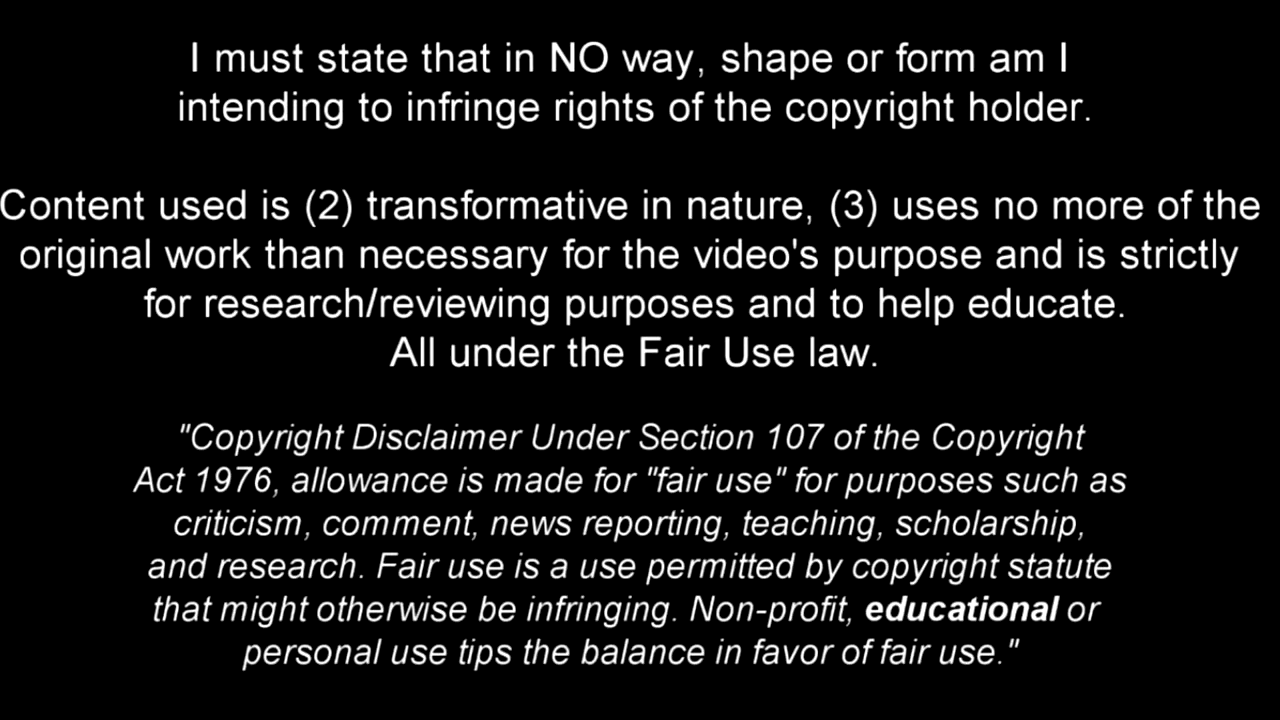 I must state that in NO way, shape or form am I
intending to infringe rights of the copyright holder.
Content used is (2) transformative in nature, (3) uses no more of the
original work than necessary for the video's purpose and is strictly
for research/reviewing purposes and to help educate.
All under the Fair Use law.
"Copyright Disclaimer Under Section 107 of the Copyright
Act 1976, allowance is made for "fair use" for purposes such as
criticism, comment, news reporting, teaching, scholarship,
and research. Fair use is a use permitted by copyright statute
that might otherwise be infringing. Non-profit, educational or
personal use tips the balance in favor of fair use."